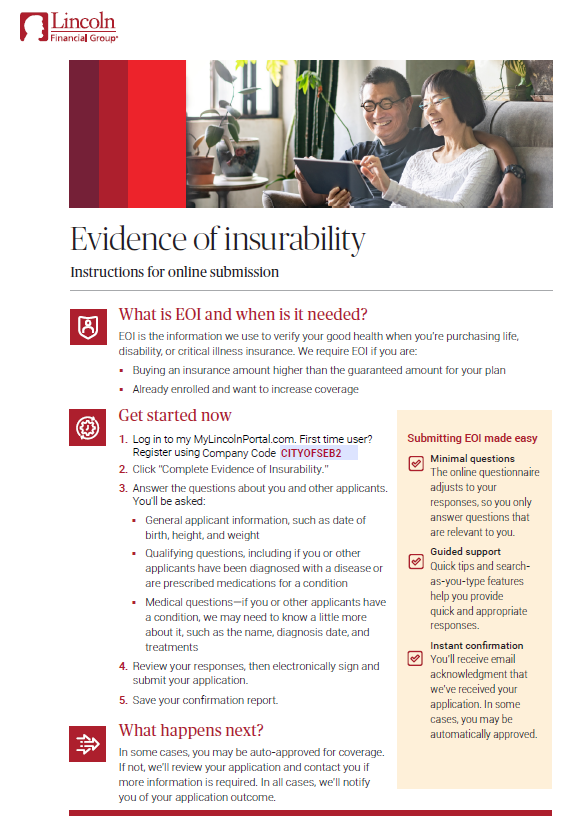 Lincoln
Financial Group®
Evidence of insurability
Instructions for online submission
What is EOI and when is it needed?
EOI is the information we use to verify your good health when you're purchasing life,
disability, or critical illness insurance. We require EOI if you are:
▪ Buying an insurance amount higher than the guaranteed amount for your plan
▪ Already enrolled and want to increase coverage
Get started now
1. Log in to my MyLincolnPortal.com. First time user?
Register using Company Code CITYOFSEB2
2. Click "Complete Evidence of Insurability."
3. Answer the questions about you and other applicants.
You'll be asked:
▪ General applicant information, such as date of
birth, height, and weight
▪ Qualifying questions, including if you or other
applicants have been diagnosed with a disease or
are prescribed medications for a condition
▪ Medical questions—if you or other applicants have
a condition, we may need to know a little more
about it, such as the name, diagnosis date, and
treatments
4. Review your responses, then electronically sign and
submit your application.
5. Save your confirmation report.
Submitting EOI made easy
Minimal questions
The online questionnaire
adjusts to your
responses, so you only
answer questions that
are relevant to you.
Guided support
Quick tips and search-
as-you-type features
help you provide
quick and appropriate
responses.
Instant confirmation
You'll receive email
acknowledgment that
we've received your
application. In some
cases, you may be
automatically approved.
What happens next?
In some cases, you may be auto-approved for coverage.
If not, we'll review your application and contact you if
more information is required. In all cases, we'll notify
you of your application outcome.